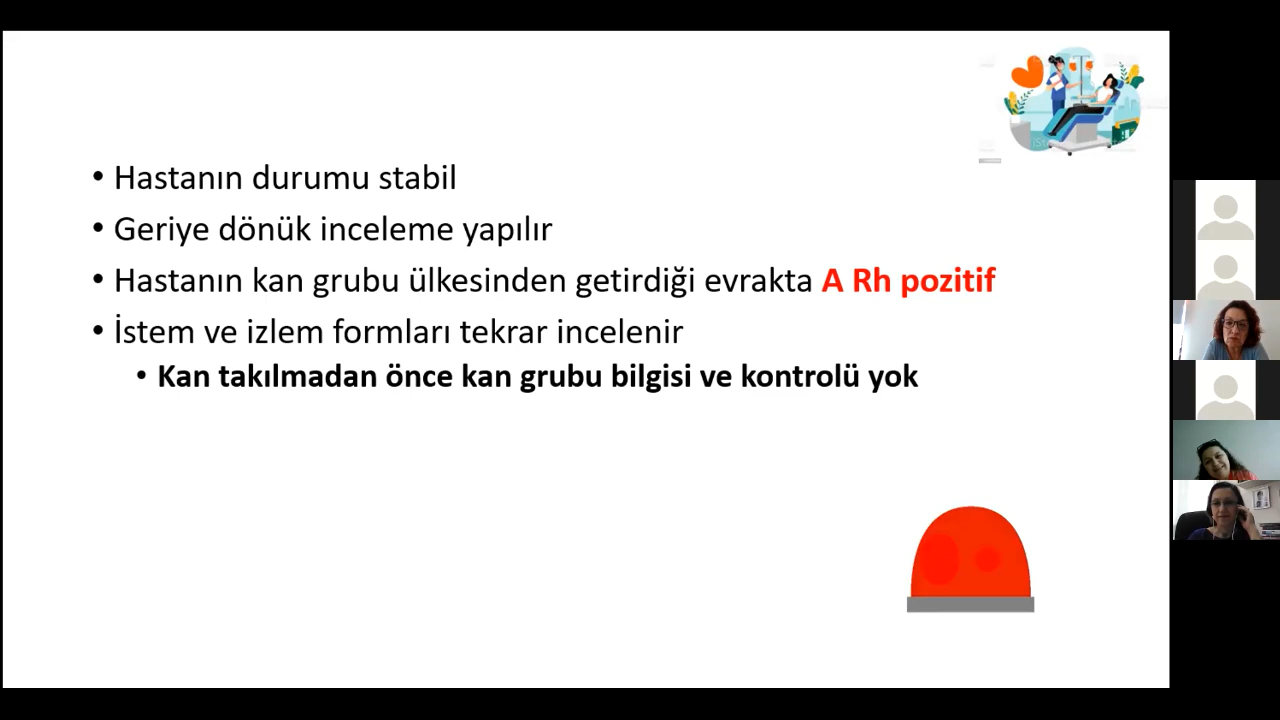 • Hastanın durumu stabil
• Geriye dönük inceleme yapılır
• Hastanın kan grubu ülkesinden getirdiği evrakta A Rh pozitif
• İstem ve izlem formları tekrar incelenir
• Kan takılmadan önce kan grubu bilgisi ve kontrolü yok